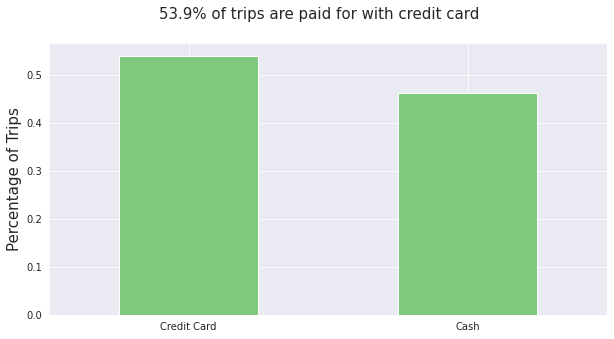 53.9% of trips are paid for with credit card
Percentage of Trips
0.5
0.4
0.3
0.2
0.1
0.0
Credit Card
Cash